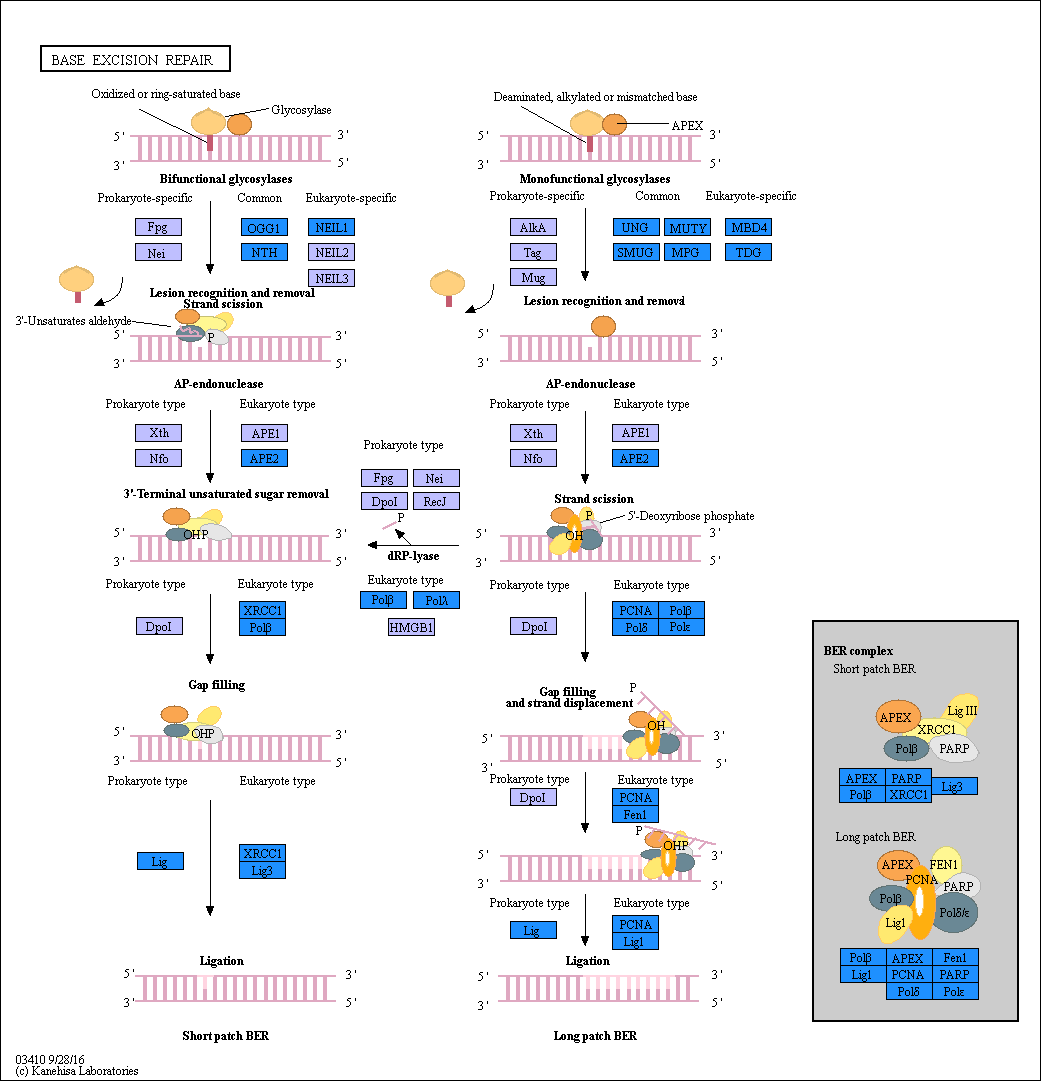 BASE EXCISION REPAIR
Oxidized or ring-saturated base
Glycosylase
5'
3'
3'
5'
Bifunctional glycosylases
Prokaryote-specific
Common
Eukaryote-specific
Fpg
OGG1
NEIL1
Nei
NTH
NEIL2
NEIL3
Lesion recognition and removal
Strand scission
3'-Unsaturates aldehyde
P
5'
3'
3'
5'
AP-endonuclease
Prokaryote type
Eukaryote type
Xth
APE1
Nfo
APE2
3'-Terminal unsaturated sugar removal
OHP
5'
3'
3'
5'
Prokaryote type
Eukaryote type
XRCC1
DpoI
Polβ
Gap filling
OHP
5'
3'
3'
5'
Prokaryote type
Eukaryote type
XRCC1
Lig
Lig3
Ligation
5'
3'
3'
5'
Short patch BER
Prokaryote type
Fpg
Nei
DpoI
RecJ
P
dRP-lyase
Eukaryote type
Polβ
Polλ
HMGB1
Deaminated, alkylated or mismatched base
APEX
5'
3'
3'
5'
Monofunctional glycosylases
Prokaryote-specific
Common
Eukaryote-specific
AlkA
UNG
MUTY
MBD4
Tag
SMUG
MPG
TDG
Mug
Lesion recognition and removal
5'
3'
3'
5'
AP-endonuclease
Prokaryote type
Eukaryote type
Xth
APE1
Nfo
APE2
Strand scission
P
5'-Deoxyribose phosphate
OH
5'
3'
3'
5'
Prokaryote type
Eukaryote type
PCNA
Polβ
DpoI
Polδ
Polε
Gap filling
and strand displacement
P
OH
5'
3'
3'
5'
Prokaryote type
Eukaryote type
DpoI
PCNA
Fen1
P
OHP
5'
3'
3'
5'
Prokaryote type
Eukaryote type
Lig
PCNA
Lig1
Ligation
5'
3'
3'
5'
Long patch BER
BER complex
Short patch BER
APEX
Lig III
XRCC1
Polβ
PARP
APEX
PARP
Lig3
Polβ
XRCC1
Long patch BER
APEX
FEN1
PCNA
PARP
Polβ
Polδ/ε
Lig1
Polβ
APEX
Fen1
Lig1
PCNA
PARP
Polδ
Polε
03410 9/28/16
(c) Kanehisa Laboratories